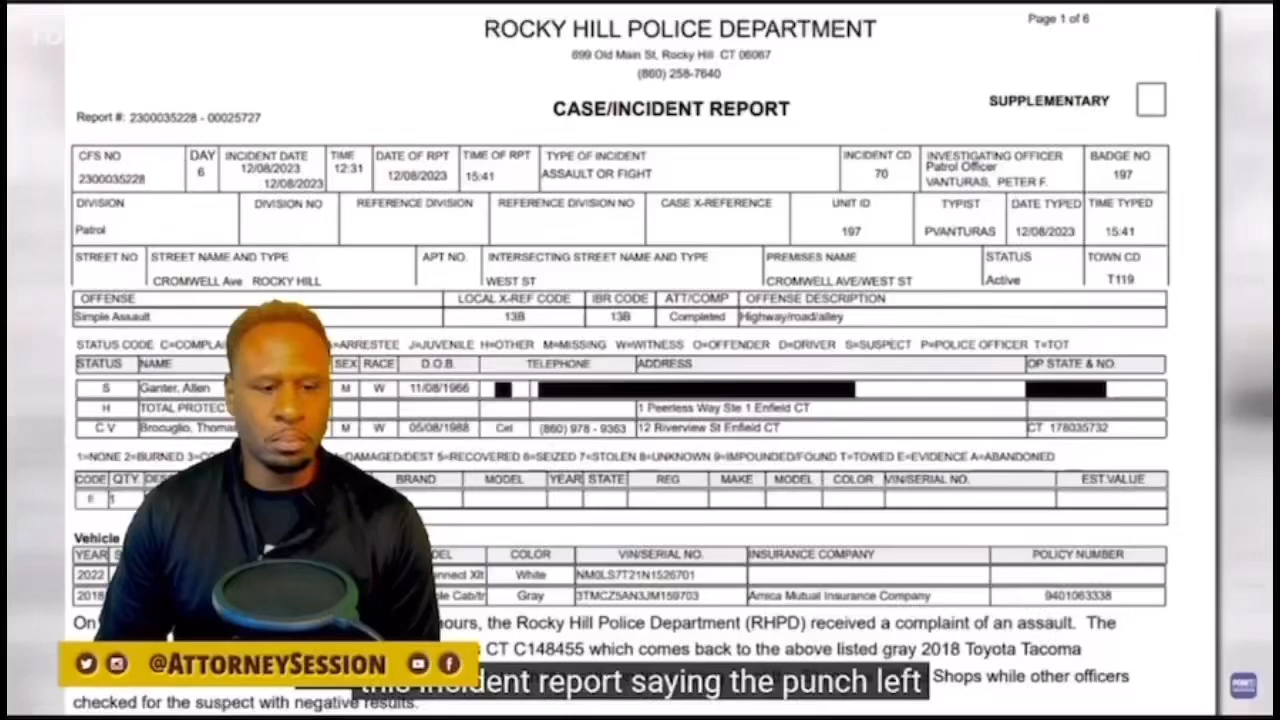 ROCKY HILL POLICE DEPARTMENT
Page 1 of 6
699 Old Main St, Rocky Hill CT 06067
(860) 258-7640
CASE/INCIDENT REPORT
SUPPLEMENTARY
Report #: 2300035228 - 00025727
CFS NO DAY INCIDENT DATE TIME DATE OF RPT TIME OF RPT TYPE OF INCIDENT INCIDENT CD INVESTIGATING OFFICER BADGE NO
2300035228 6 12/08/2023 12:31 12/08/2023 15:41 ASSAULT OR FIGHT 70 Patrol Officer 197
12/08/2023 VANTURAS, PETER F.
DIVISION DIVISION NO REFERENCE DIVISION REFERENCE DIVISION NO CASE X-REFERENCE UNIT ID TYPIST DATE TYPED TIME TYPED
Patrol 197 PVANTURAS 12/08/2023 15:41
STREET NO STREET NAME AND TYPE APT NO. INTERSECTING STREET NAME AND TYPE PREMISES NAME STATUS TOWN CD
CROMWELL Ave ROCKY HILL WEST ST CROMWELL AVE/WEST ST Active T119
OFFENSE LOCAL X-REF CODE IBR CODE ATT/COMP OFFENSE DESCRIPTION
Simple Assault 13B 13B Completed Highway/road/alley
STATUS CODE C=COMPLAI =ARRESTEE J=JUVENILE H=OTHER M=MISSING W=WITNESS O=OFFENDER D=DRIVER S=SUSPECT P=POLICE OFFICER T=TOT
STATUS NAME SEX RACE D.O.B. TELEPHONE ADDRESS OP STATE & NO.
S Ganter, Allen M W 11/08/1966
H TOTAL PROTEC 1 Peerless Way Ste 1 Enfield CT
C V Brocuglio, Thoma M W 05/08/1988 Cel (860) 978 - 9363 12 Riverview St Enfield CT CT 178035732
1=NONE 2=BURNED 3=CO =DAMAGED/DEST 5=RECOVERED 6=SEIZED 7=STOLEN 8=UNKNOWN 9=IMPOUNDED/FOUND T=TOWED E=EVIDENCE A=ABANDONED
CODE QTY DES BRAND MODEL YEAR STATE REG MAKE MODEL COLOR VIN/SERIAL NO. EST.VALUE
E 1
Vehicle
YEAR S DEL COLOR VIN/SERIAL NO. INSURANCE COMPANY POLICY NUMBER
2022 onnect Xlt White NM0LS7T21N1526701
2018 le Cab/tr Gray 3TMCZ5AN3JM159703 Amica Mutual Insurance Company 9401063338
On hours, the Rocky Hill Police Department (RHPD) received a complaint of an assault. The
s CT C148455 which comes back to the above listed gray 2018 Toyota Tacoma
Shops while other officers
checked for the suspect with negative results.
@ATTORNEYSESSION
this incident report saying the punch left